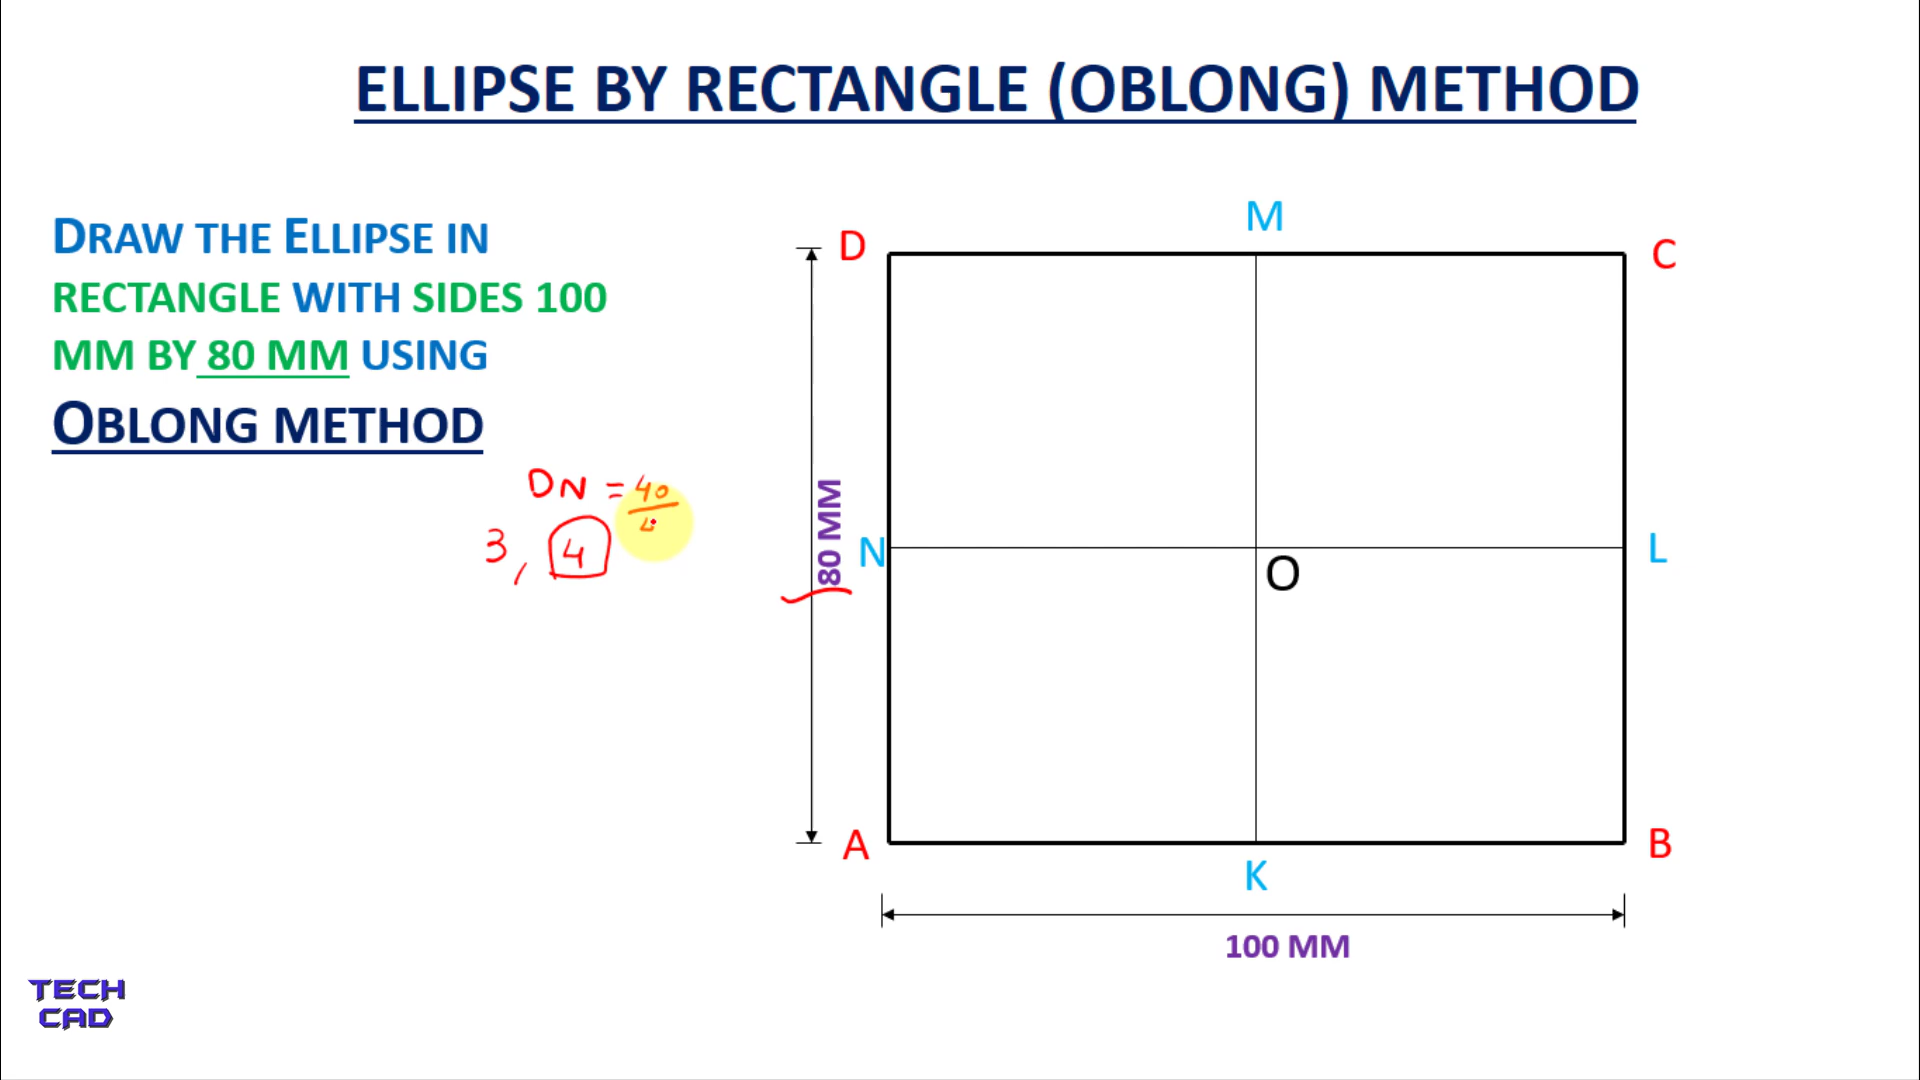 ELLIPSE BY RECTANGLE (OBLONG) METHOD
DRAW THE ELLIPSE IN
RECTANGLE WITH SIDES 100
MM BY 80 MM USING
OBLONG METHOD
DN = 40
4
3, 4
M
D
C
80 MM
N
L
O
A
B
K
100 MM
TECH
CAD